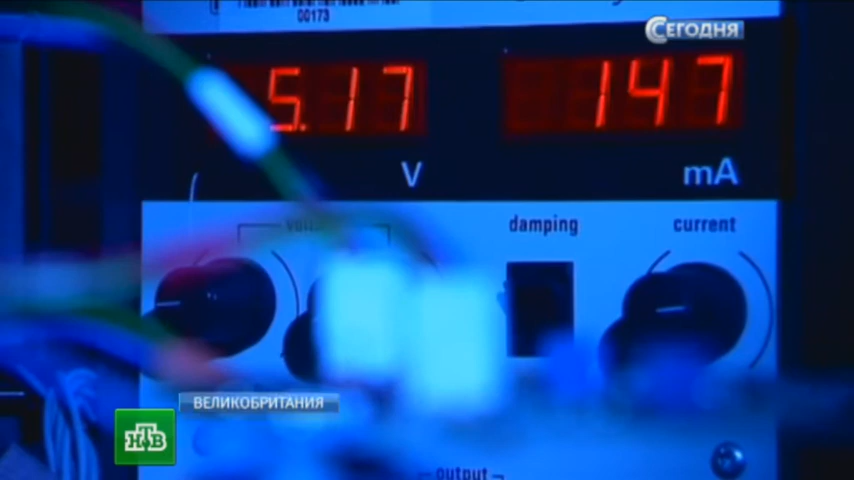 00173
СЕГОДНЯ
5.17
147
V
mA
damping
current
ВЕЛИКОБРИТАНИЯ
НТВ
output